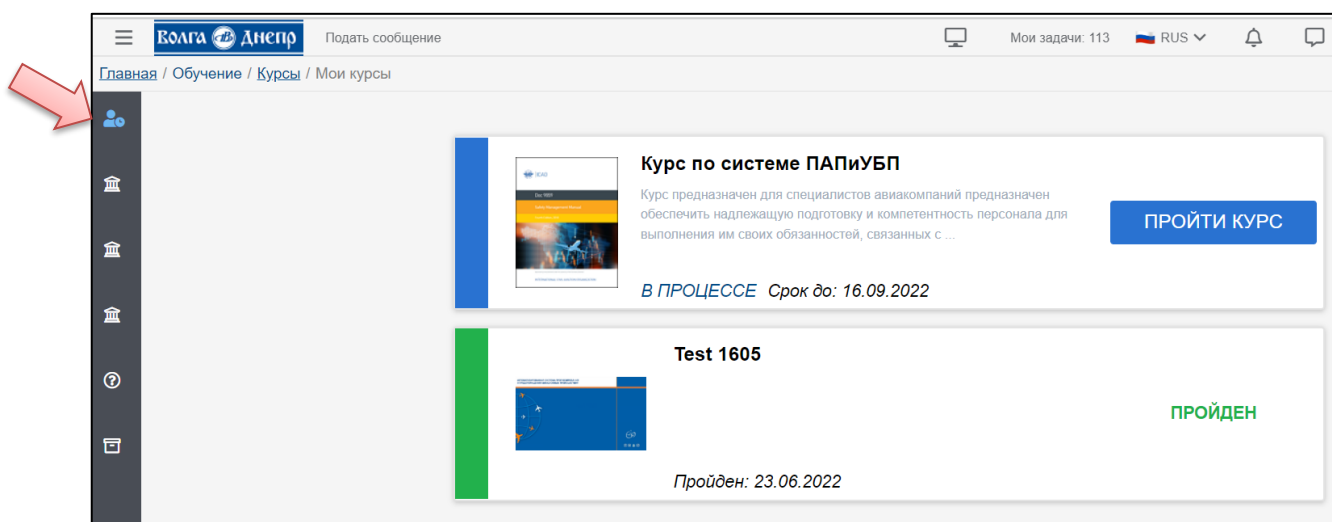 Волга Днепр Подать сообщение Мои задачи: 113 RUS
Главная / Обучение / Курсы / Мои курсы
Курс по системе ПАПиУБП
Курс предназначен для специалистов авиакомпаний предназначен
обеспечить надлежащую подготовку и компетентность персонала для
выполнения им своих обязанностей, связанных с ...
ПРОЙТИ КУРС
В ПРОЦЕССЕ Срок до: 16.09.2022
Test 1605
ПРОЙДЕН
Пройден: 23.06.2022